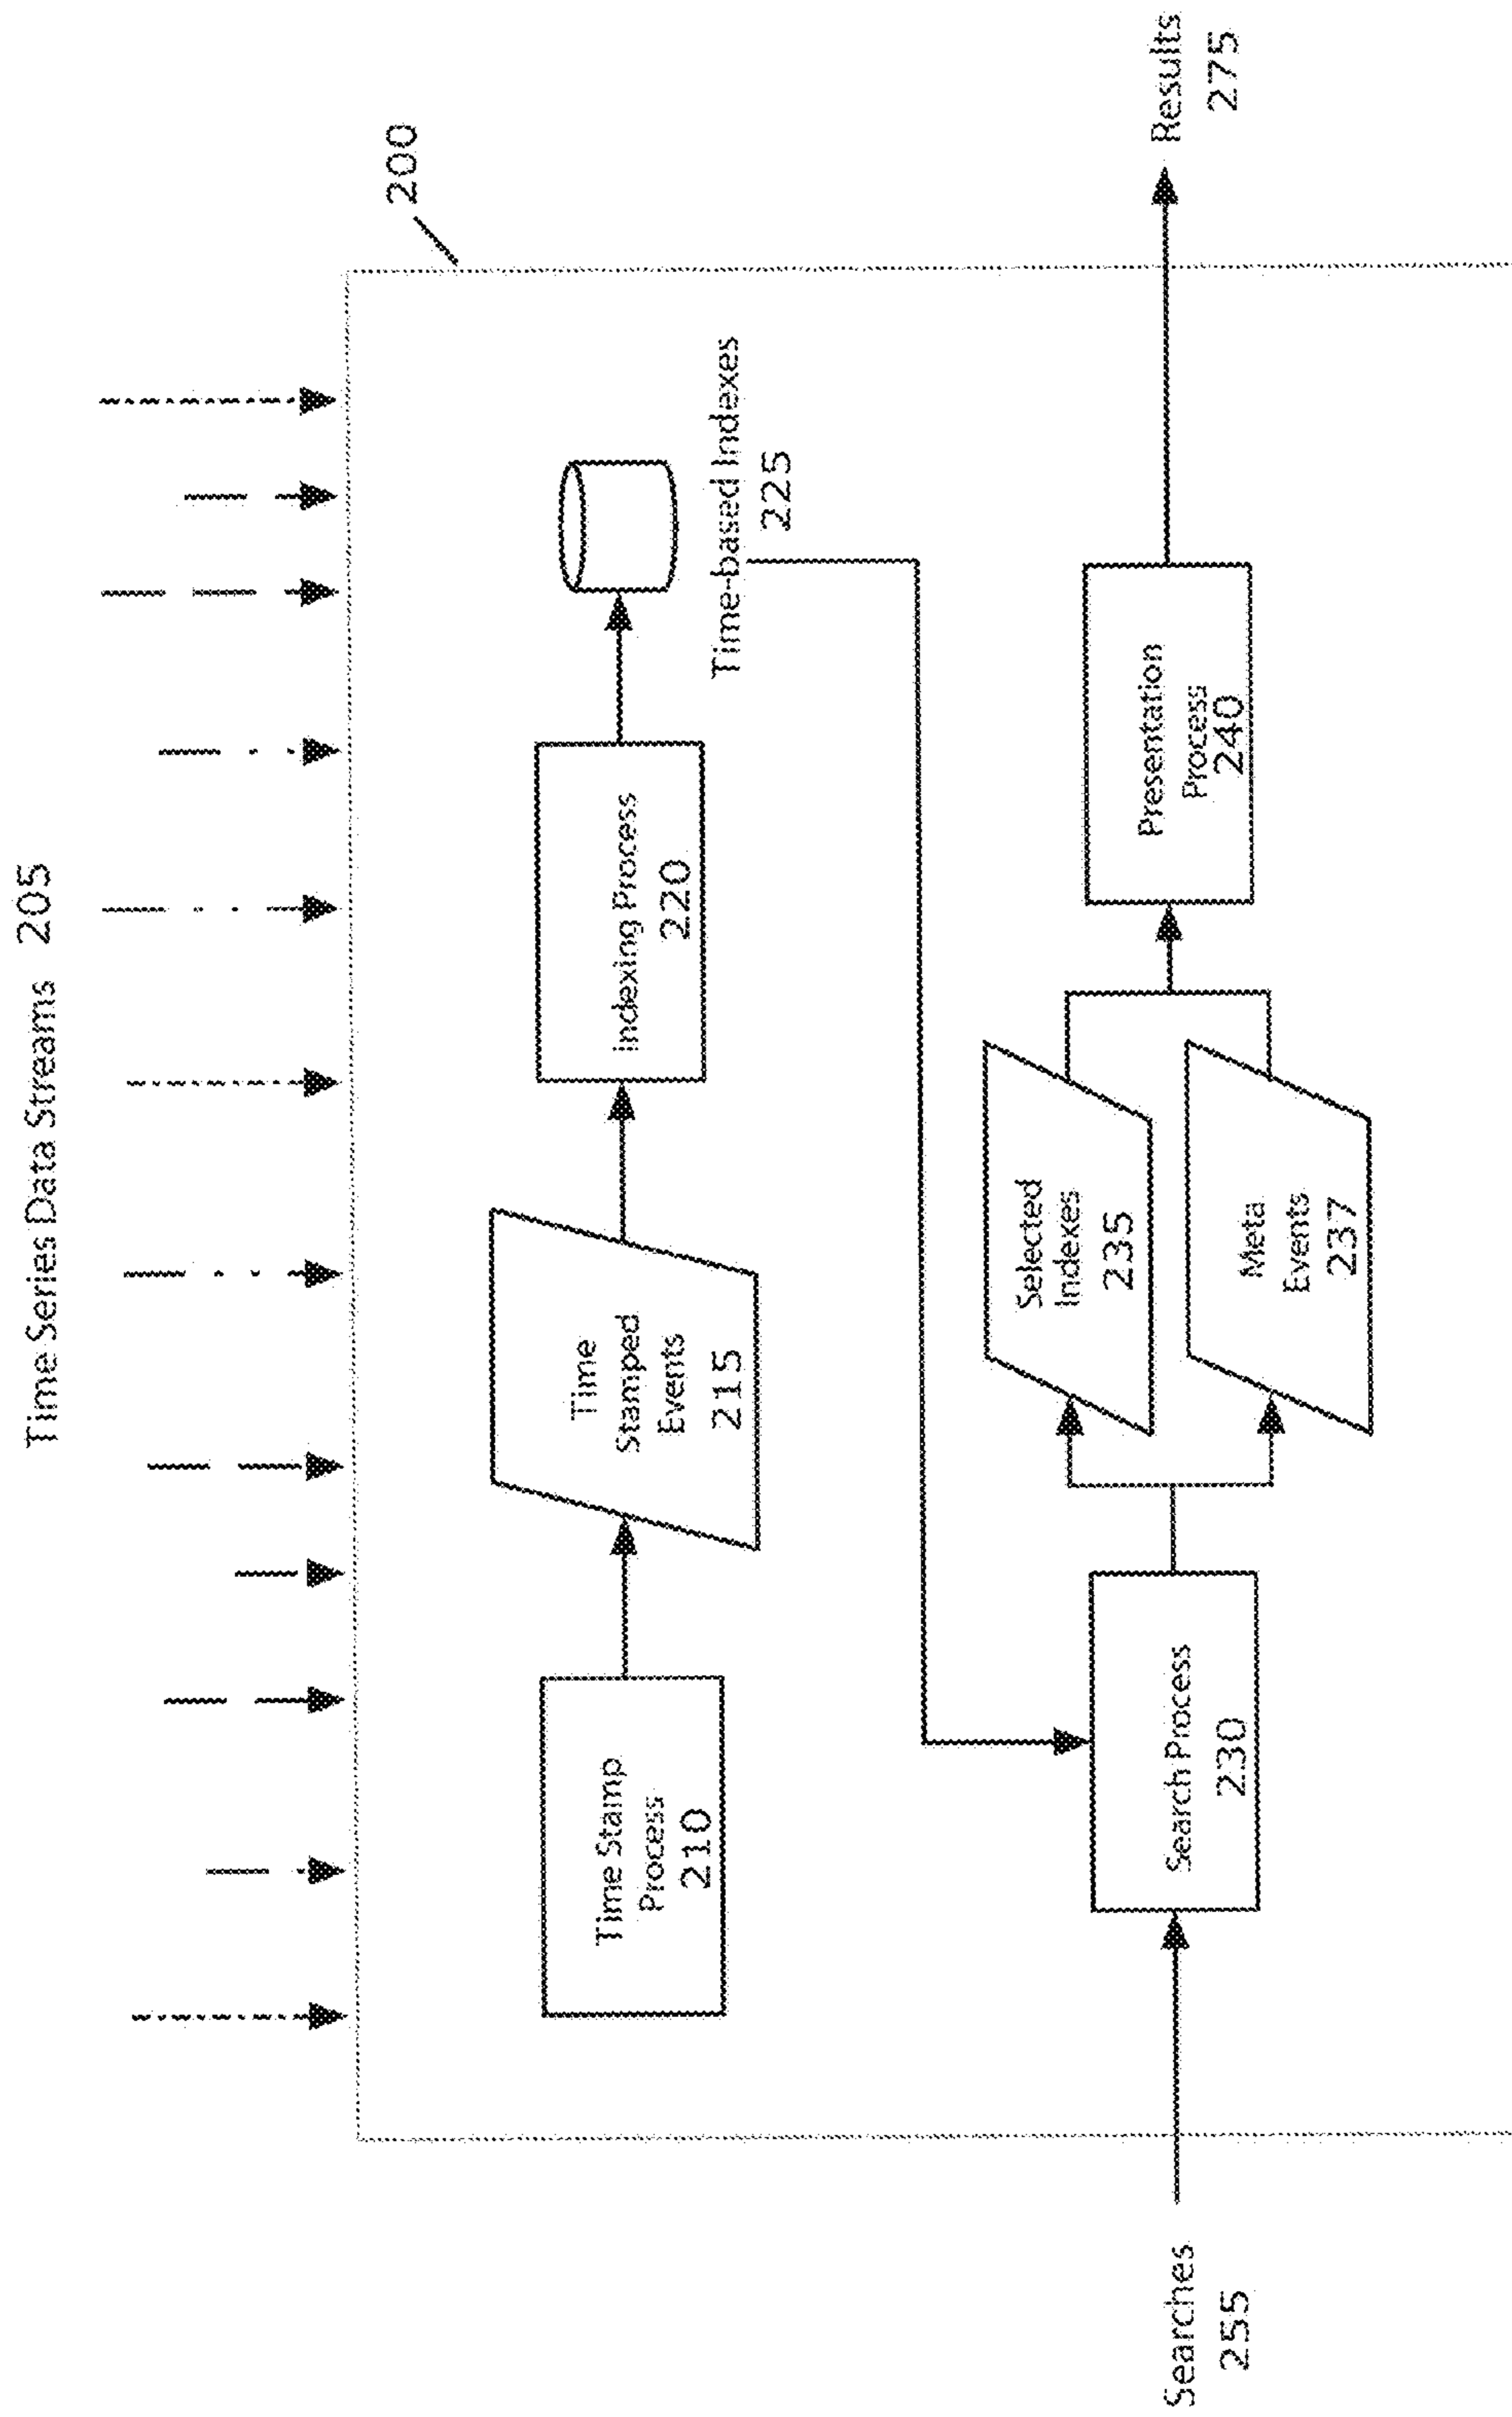 Time Series Data Streams 205
200
Time Stamp
Process
210
Time
Stamped
Events
215
Indexing Process
220
Time-based Indexes
225
Searches
255
Search Process
230
Selected
Indexes
235
Meta
Events
237
Presentation
Process
240
Results
275